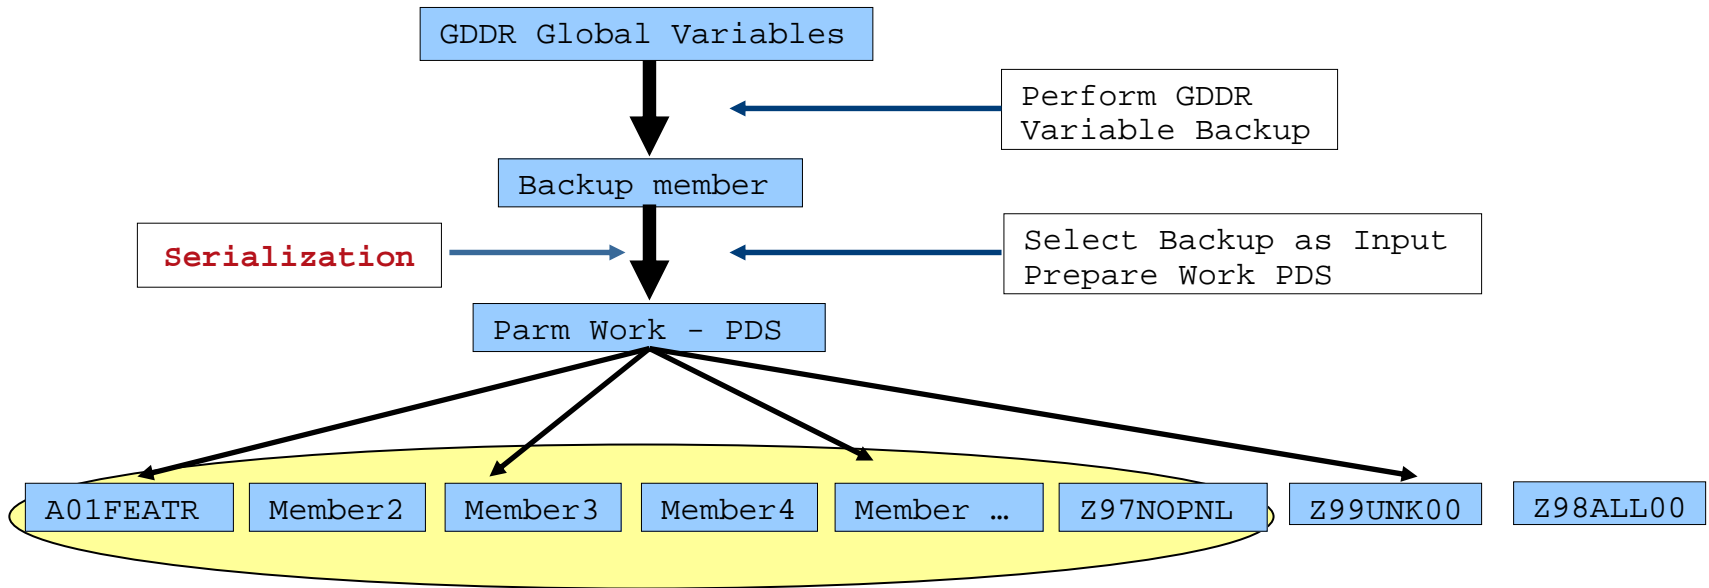 GDDR Global Variables
Perform GDDR
Variable Backup
Backup member
Serialization
Select Backup as Input
Prepare Work PDS
Parm Work - PDS
A01FEATR
Member2
Member3
Member4
Member …
Z97NOPNL
Z99UNK00
Z98ALL00